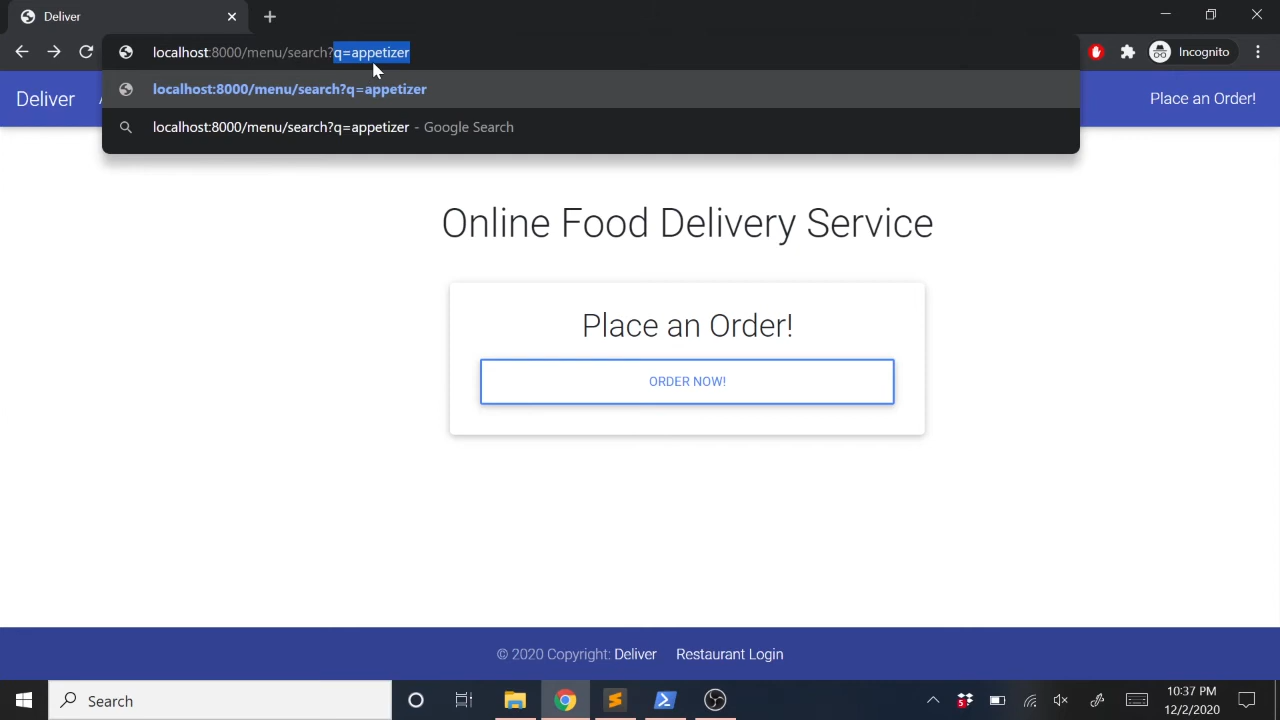 Deliver
localhost:8000/menu/search?q=appetizer
Incognito
localhost:8000/menu/search?q=appetizer
localhost:8000/menu/search?q=appetizer - Google Search
Deliver
Place an Order!
Online Food Delivery Service
Place an Order!
ORDER NOW!
© 2020 Copyright: Deliver Restaurant Login
Search
10:37 PM
12/2/2020